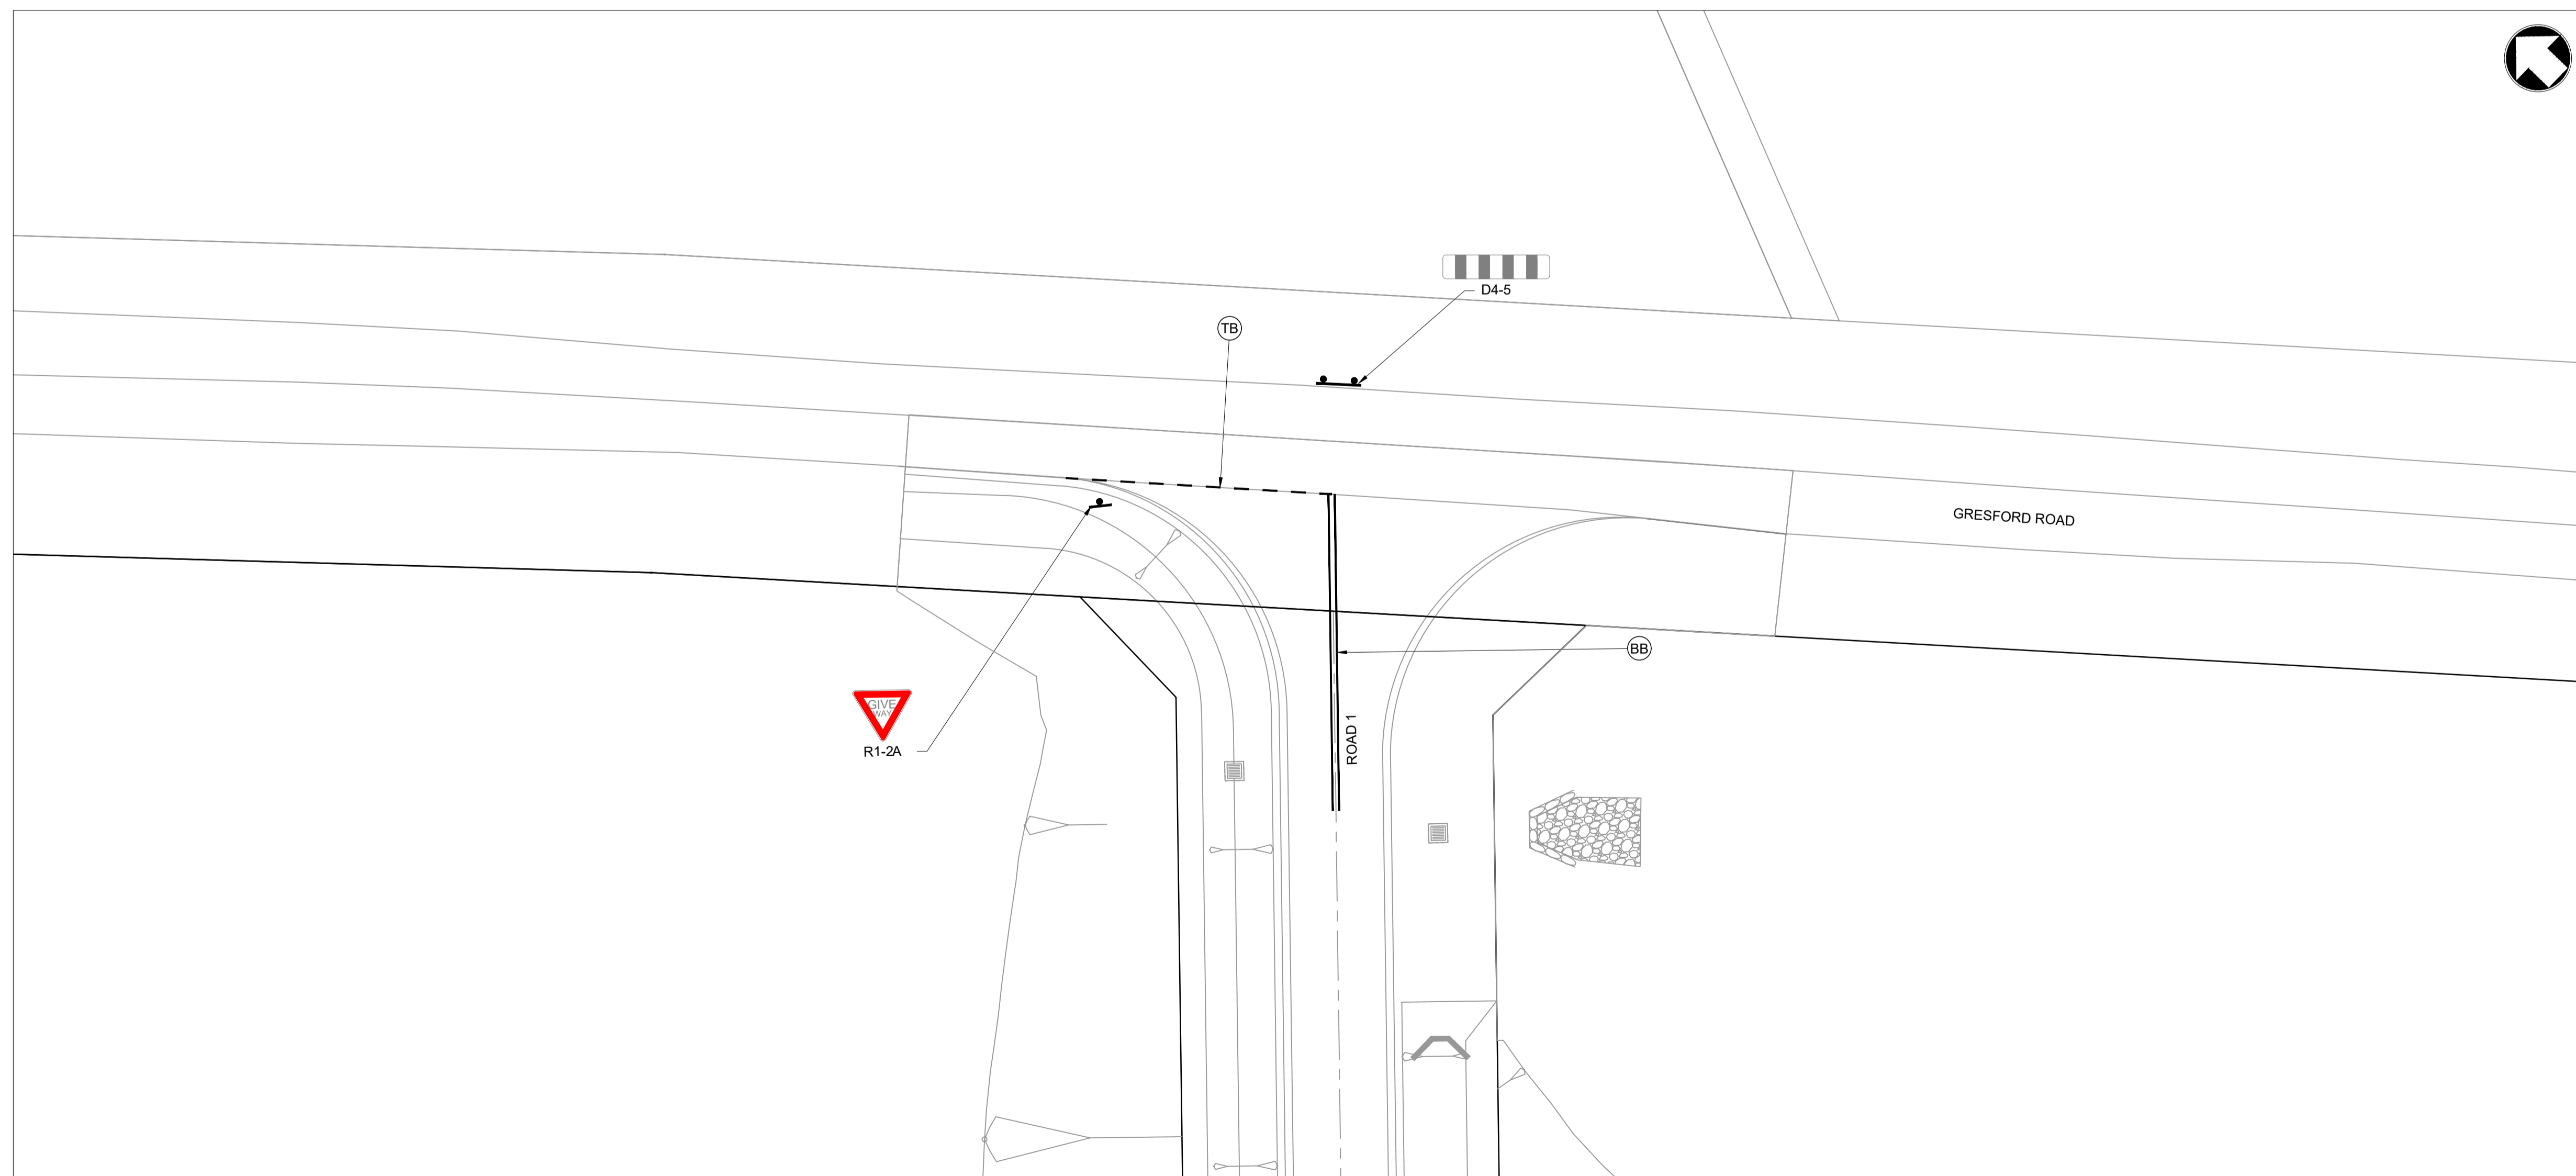 D4-5
TB
GRESFORD ROAD
BB
GIVE
WAY
R1-2A
ROAD 1